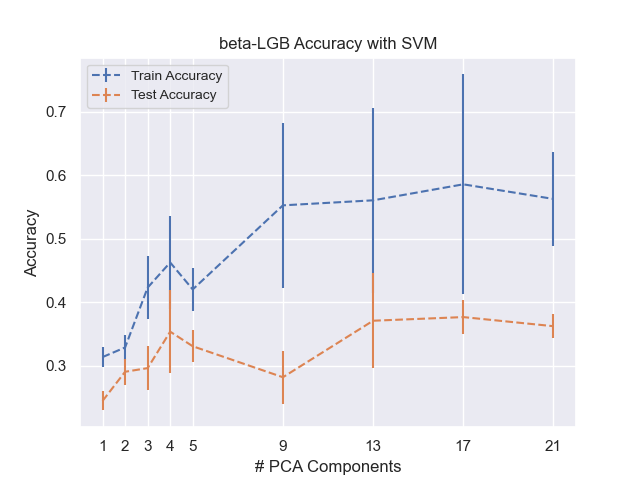 beta-LGB Accuracy with SVM
Train Accuracy
Test Accuracy
0.7
0.6
0.5
0.4
0.3
Accuracy
1 2 3 4 5 9 13 17 21
# PCA Components